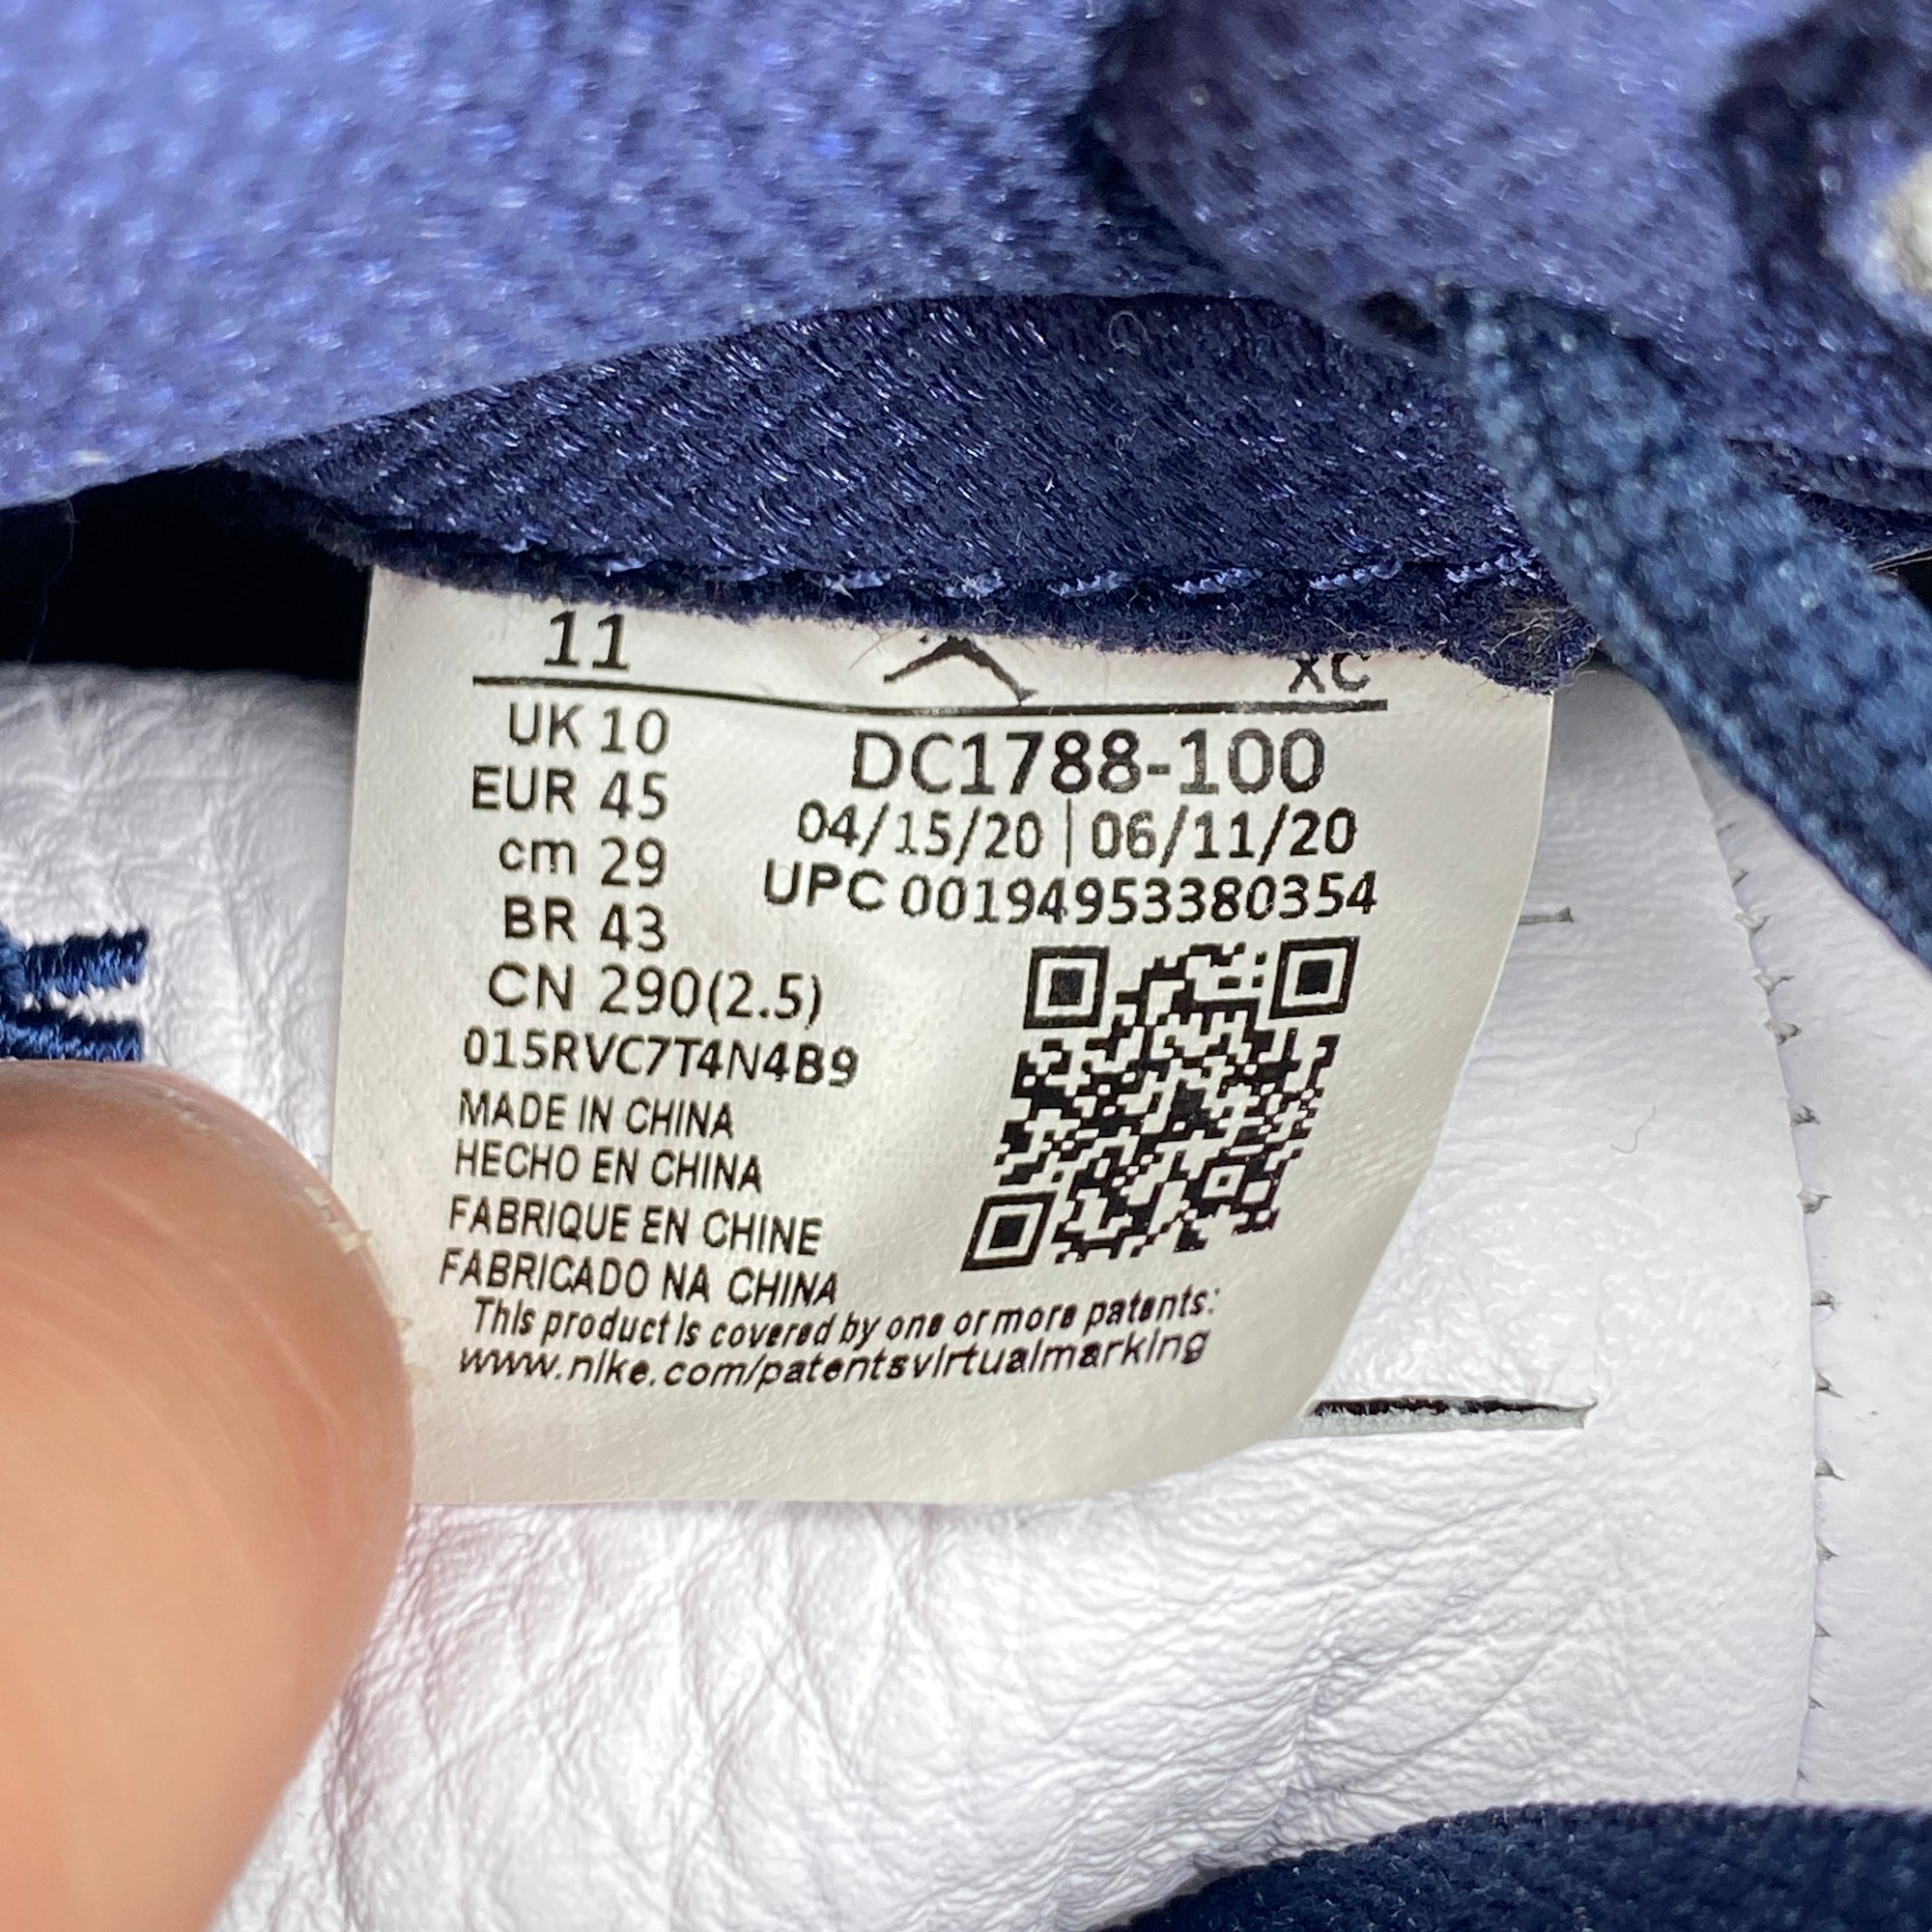 11 XC
UK 10
EUR 45
cm 29
BR 43
CN 290(2.5)
DC1788-100
04/15/20 | 06/11/20
UPC 00194953380354
015RVC7T4N4B9
MADE IN CHINA
HECHO EN CHINA
FABRIQUE EN CHINE
FABRICADO NA CHINA
This product is covered by one or more patents:
www.nike.com/patentsvirtualmarking